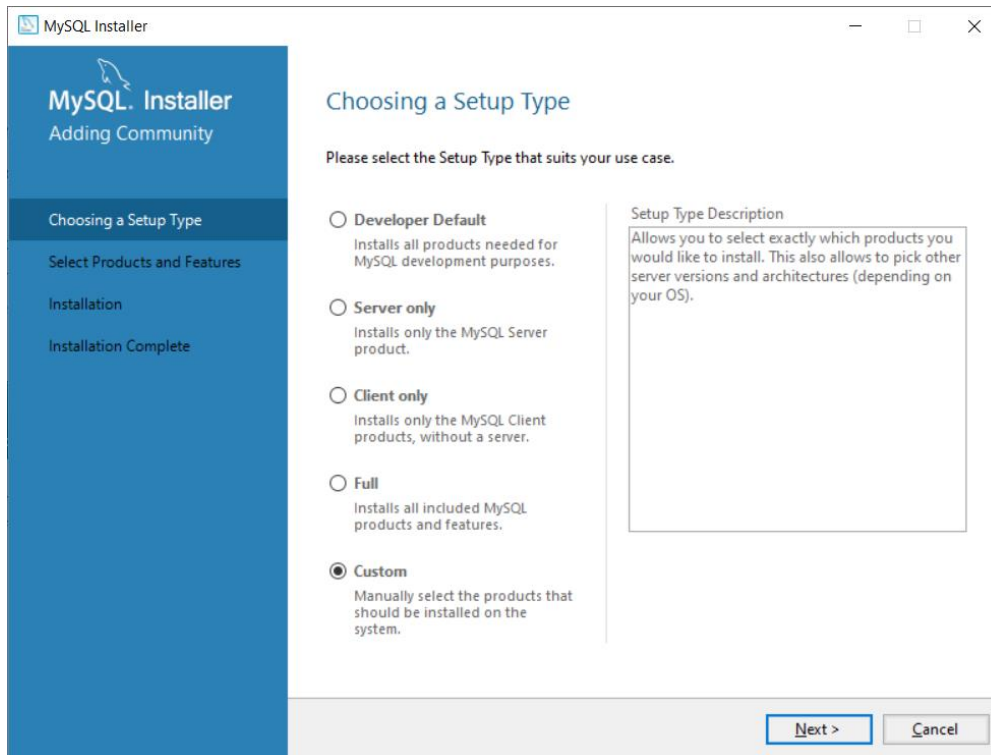 MySQL Installer
MySQL. Installer
Adding Community
Choosing a Setup Type
Select Products and Features
Installation
Installation Complete
Choosing a Setup Type
Please select the Setup Type that suits your use case.
Developer Default
Installs all products needed for
MySQL development purposes.
Server only
Installs only the MySQL Server
product.
Client only
Installs only the MySQL Client
products, without a server.
Full
Installs all included MySQL
products and features.
Custom
Manually select the products that
should be installed on the
system.
Setup Type Description
Allows you to select exactly which products you
would like to install. This also allows to pick other
server versions and architectures (depending on
your OS).
Next >
Cancel